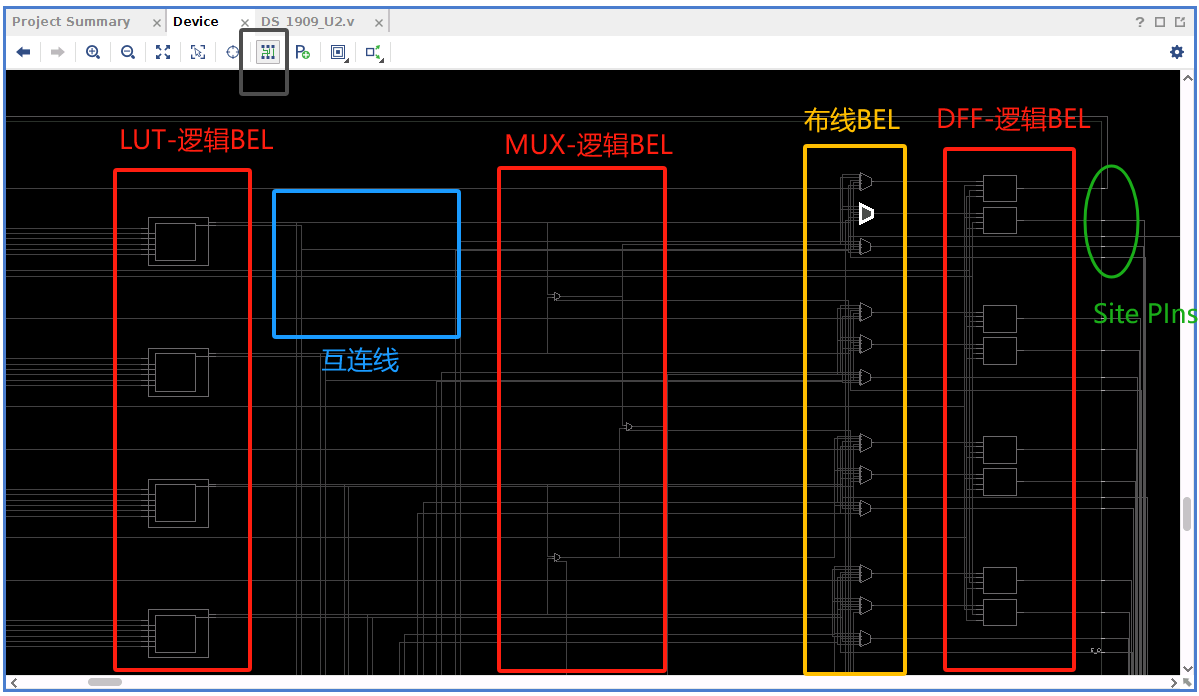 Project Summary × Device × DS_1909_U2.v ×
LUT-逻辑BEL
MUX-逻辑BEL
布线BEL
DFF-逻辑BEL
互连线
Site PIns